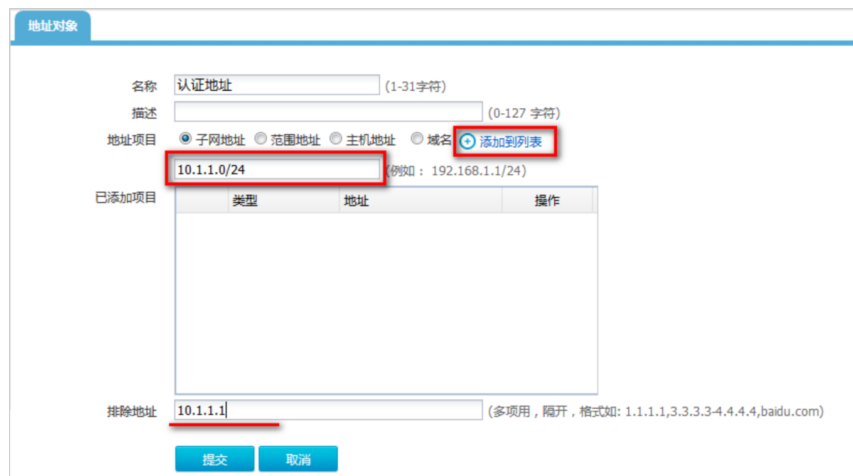 地址对象
名称 认证地址 (1-31字符)
描述 (0-127 字符)
地址项目 子网地址 范围地址 主机地址 域名 添加到列表
10.1.1.0/24 (例如： 192.168.1.1/24)
已添加项目 类型 地址 操作
排除地址 10.1.1.1 (多项用，隔开，格式如: 1.1.1.1,3.3.3.3-4.4.4.4,baidu.com)
提交 取消